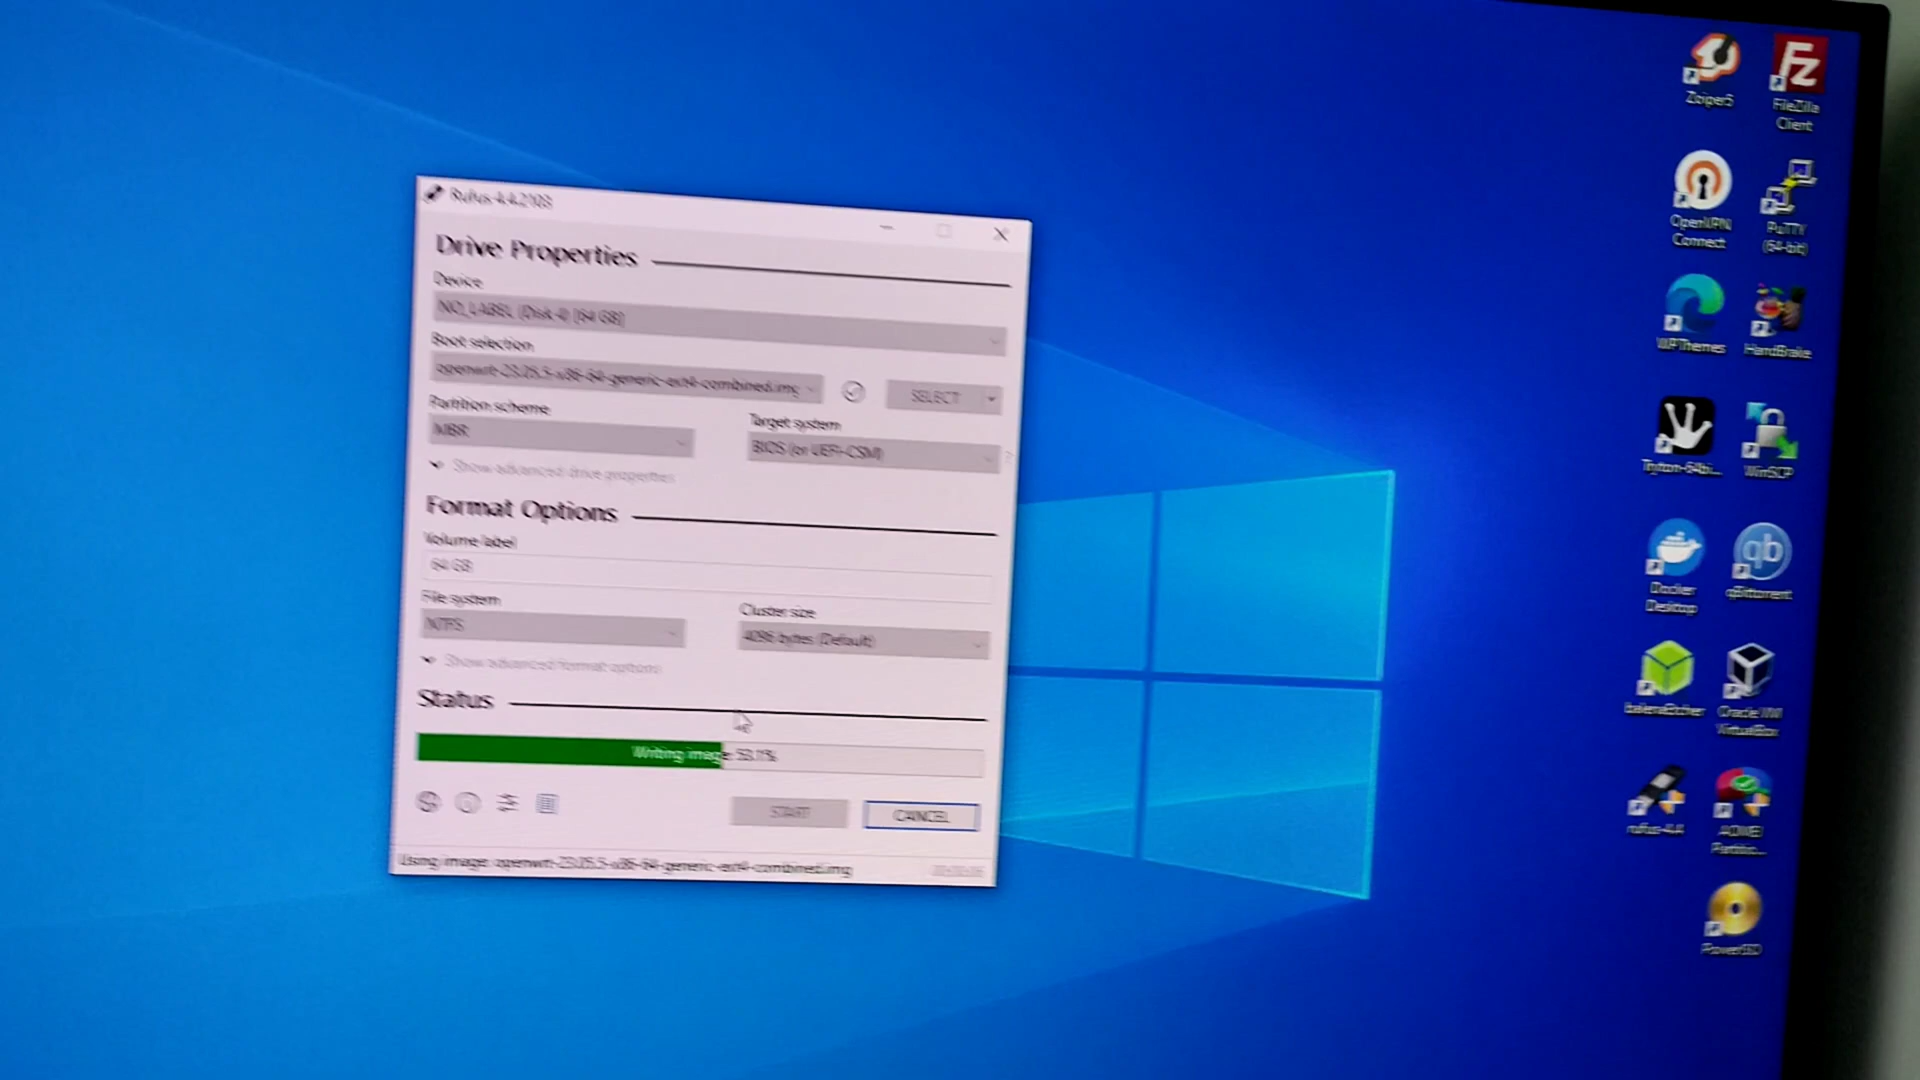 Rufus 4.4.2103
Drive Properties
Device
NO_LABEL (Disk 4) [64 GB]
Boot selection
openwrt-23.05.5-x86-64-generic-ext4-combined.img
SELECT
Partition scheme
Target system
MBR
BIOS (or UEFI-CSM)
?
Show advanced drive properties
Format Options
Volume label
64 GB
File system
Cluster size
NTFS
4096 bytes (Default)
Show advanced format options
Status
Writing image: 53.1%
START
CANCEL
Using image: openwrt-23.05.5-x86-64-generic-ext4-combined.img
Zoiper5
FileZilla
Client
OpenVPN
Connect
PuTTY
(64-bit)
WPThemes
HandBrake
Tryton-64bi...
WinSCP
Docker
Desktop
qb
qBittorrent
balenaEtcher
Oracle VM
VirtualBox
rufus-4.4
AOMEI
Partitio...
PowerISO